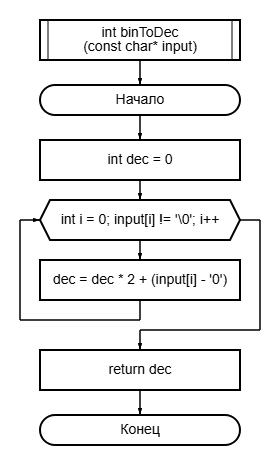 int binToDec
(const char* input)
Начало
int dec = 0
int i = 0; input[i] != '\0'; i++
dec = dec * 2 + (input[i] - '0')
return dec
Конец